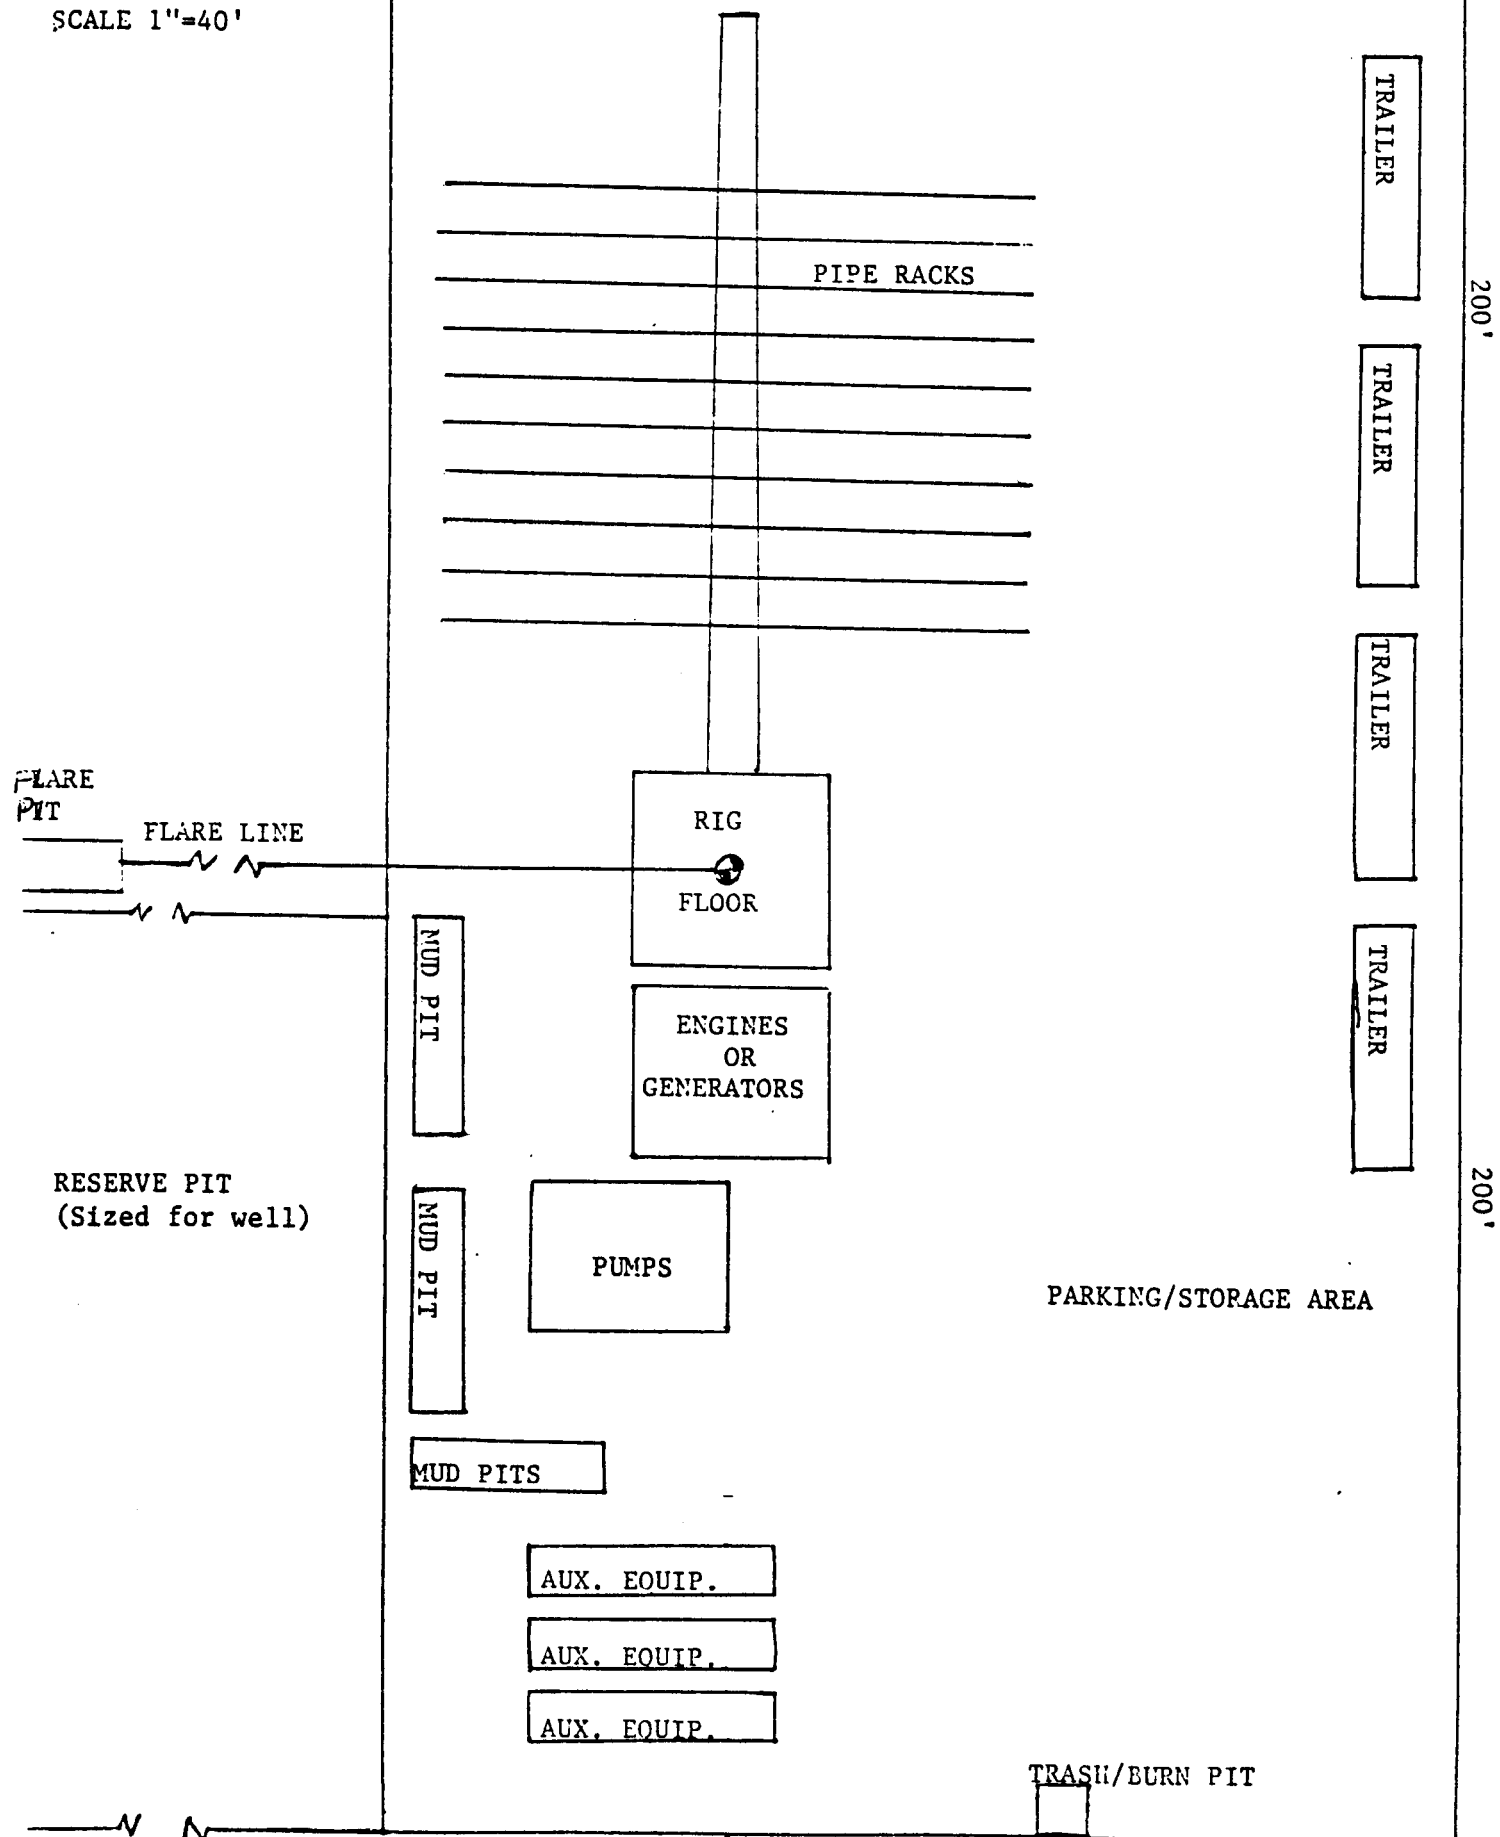 SCALE 1"=40'
TRAILER
PIPE RACKS
200'
TRAILER
TRAILER
FLARE
PIT
FLARE LINE
RIG
FLOOR
MUD PIT
TRAILER
ENGINES
OR
GENERATORS
RESERVE PIT
(Sized for well)
MUD PIT
200'
PUMPS
PARKING/STORAGE AREA
MUD PITS
AUX. EQUIP.
AUX. EQUIP.
AUX. EQUIP.
TRASH/BURN PIT